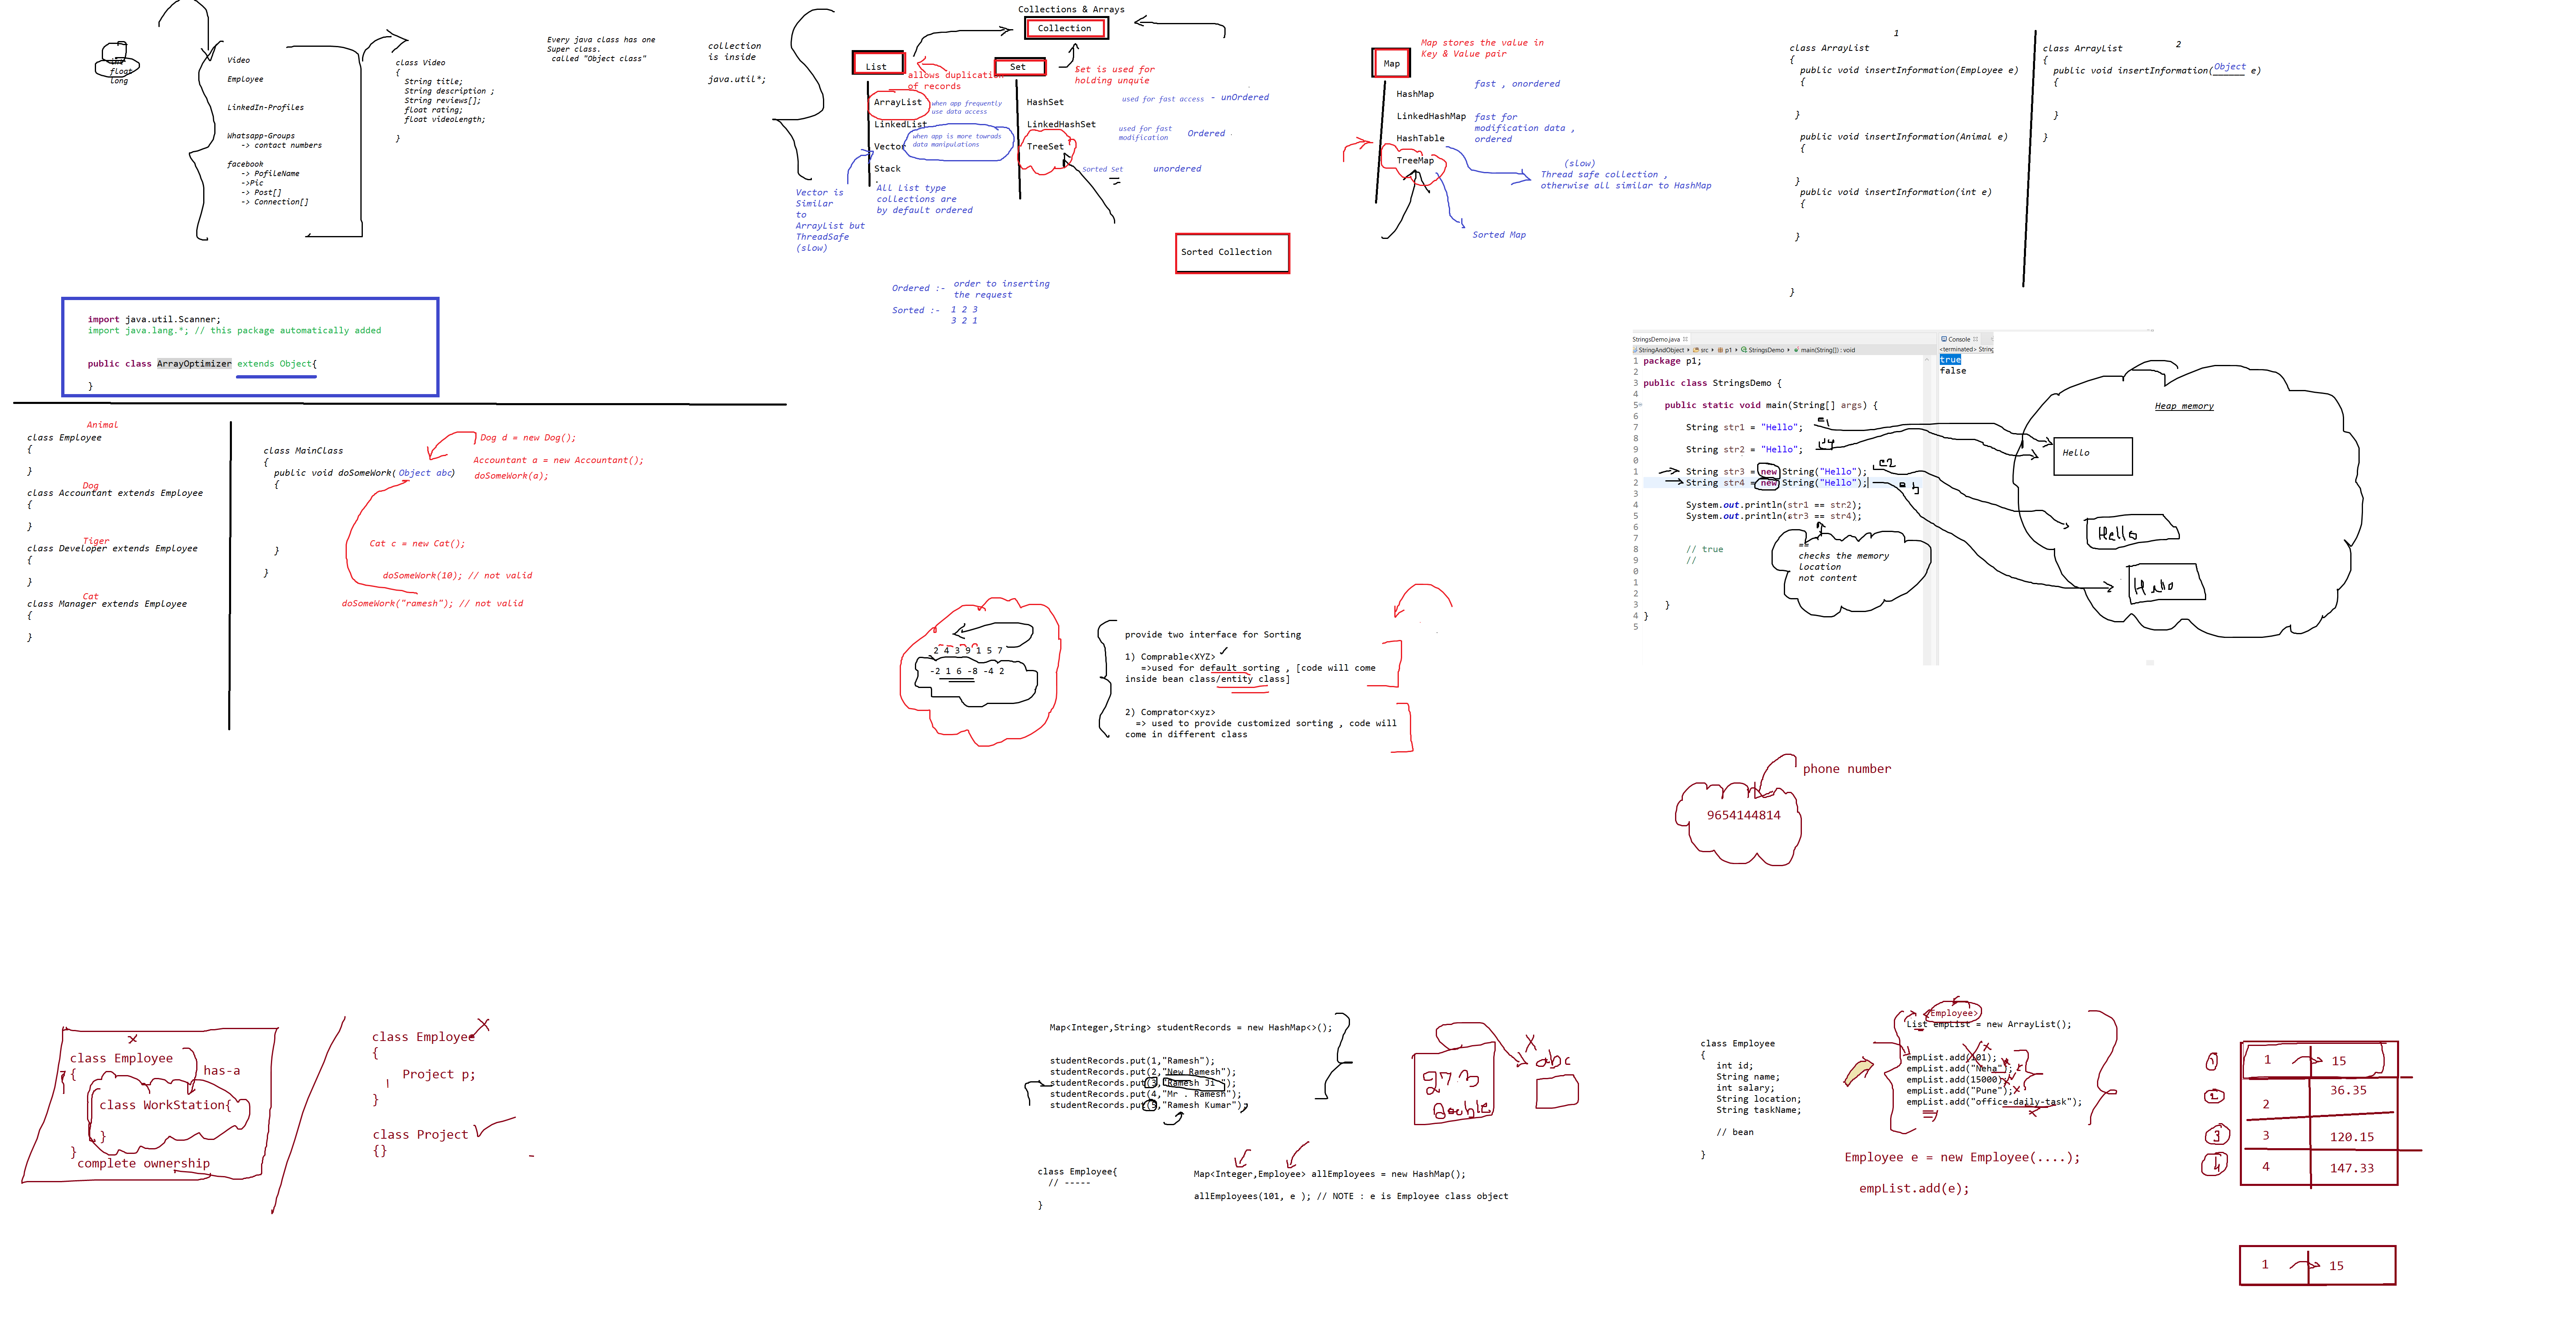 int
float
long
Video
Employee
LinkedIn-Profiles
Whatsapp-Groups
-> contact numbers
facebook
-> PofileName
->Pic
-> Post[]
-> Connection[]
class Video
{
String title;
String description ;
String reviews[];
float rating;
float videoLength;
}
Every java class has one
Super class.
called "Object class"
collection
is inside
java.util*;
Collections & Arrays
Collection
List
allows duplication
of records
ArrayList
when app frequently
use data access
LinkedList
when app is more towrads
data manipulations
Vector
Stack
Vector is
Similar
to
ArrayList but
ThreadSafe
(slow)
All List type
collections are
by default ordered
Set
Set is used for
holding unquie
HashSet
used for fast access - unOrdered
LinkedHashSet
used for fast
modification
Ordered
TreeSet
Sorted Set
unordered
Sorted Collection
Ordered :- order to inserting
the request
Sorted :- 1 2 3
3 2 1
Map
Map stores the value in
Key & Value pair
HashMap
fast , unordered
LinkedHashMap
fast for
modification data ,
ordered
HashTable
TreeMap
(slow)
Thread safe collection ,
otherwise all similar to HashMap
Sorted Map
1
class ArrayList
{
public void insertInformation(Employee e)
{
}
public void insertInformation(Animal e)
{
}
public void insertInformation(int e)
{
}
}
2
class ArrayList
{
public void insertInformation(Object e)
{
}
}
import java.util.Scanner;
import java.lang.*; // this package automatically added
public class ArrayOptimizer extends Object{
}
Animal
class Employee
{
}
Dog
class Accountant extends Employee
{
}
Tiger
class Developer extends Employee
{
}
Cat
class Manager extends Employee
{
}
class MainClass
{
public void doSomeWork(Object abc)
{
}
}
Dog d = new Dog();
Accountant a = new Accountant();
doSomeWork(a);
Cat c = new Cat();
doSomeWork(10); // not valid
doSomeWork("ramesh"); // not valid
StringsDemo.java
StringAndObject src p1 StringsDemo main(String[]) : void
1 package p1;
2
3 public class StringsDemo {
4
5 public static void main(String[] args) {
6
7 String str1 = "Hello";
8
9 String str2 = "Hello";
0
1 String str3 = new String("Hello");
2 String str4 = new String("Hello");
3
4 System.out.println(str1 == str2);
5 System.out.println(str3 == str4);
6
7
8 // true
9 //
0
1
2
3 }
4 }
5
Console
<terminated> String
true
false
==
checks the memory
location
not content
Heap memory
Hello
Hello
Hello
2 4 3 9 1 5 7
-2 1 6 -8 -4 2
provide two interface for Sorting
1) Comprable<XYZ>
=>used for default sorting , [code will come
inside bean class/entity class]
2) Comprator<xyz>
=> used to provide customized sorting , code will
come in different class
phone number
9654144814
x
class Employee
{
has-a
class WorkStation{
}
}
complete ownership
class Employee X
{
Project p;
}
class Project
{}
Map<Integer,String> studentRecords = new HashMap<>();
studentRecords.put(1,"Ramesh");
studentRecords.put(2,"New Ramesh");
studentRecords.put(3,"Ramesh Ji");
studentRecords.put(4,"Mr . Ramesh");
studentRecords.put(5,"Ramesh Kumar");
class Employee{
// -----
}
Map<Integer,Employee> allEmployees = new HashMap();
allEmployees(101, e ); // NOTE : e is Employee class object
X
abc
Double
class Employee
{
int id;
String name;
int salary;
String location;
String taskName;
// bean
}
<Employee>
List empList = new ArrayList();
empList.add(101);
empList.add("Neha");
empList.add(15000);
empList.add("Pune");
empList.add("office-daily-task");
Employee e = new Employee(....);
empList.add(e);
1 1 15
2 2 36.35
3 3 120.15
4 4 147.33
1 15